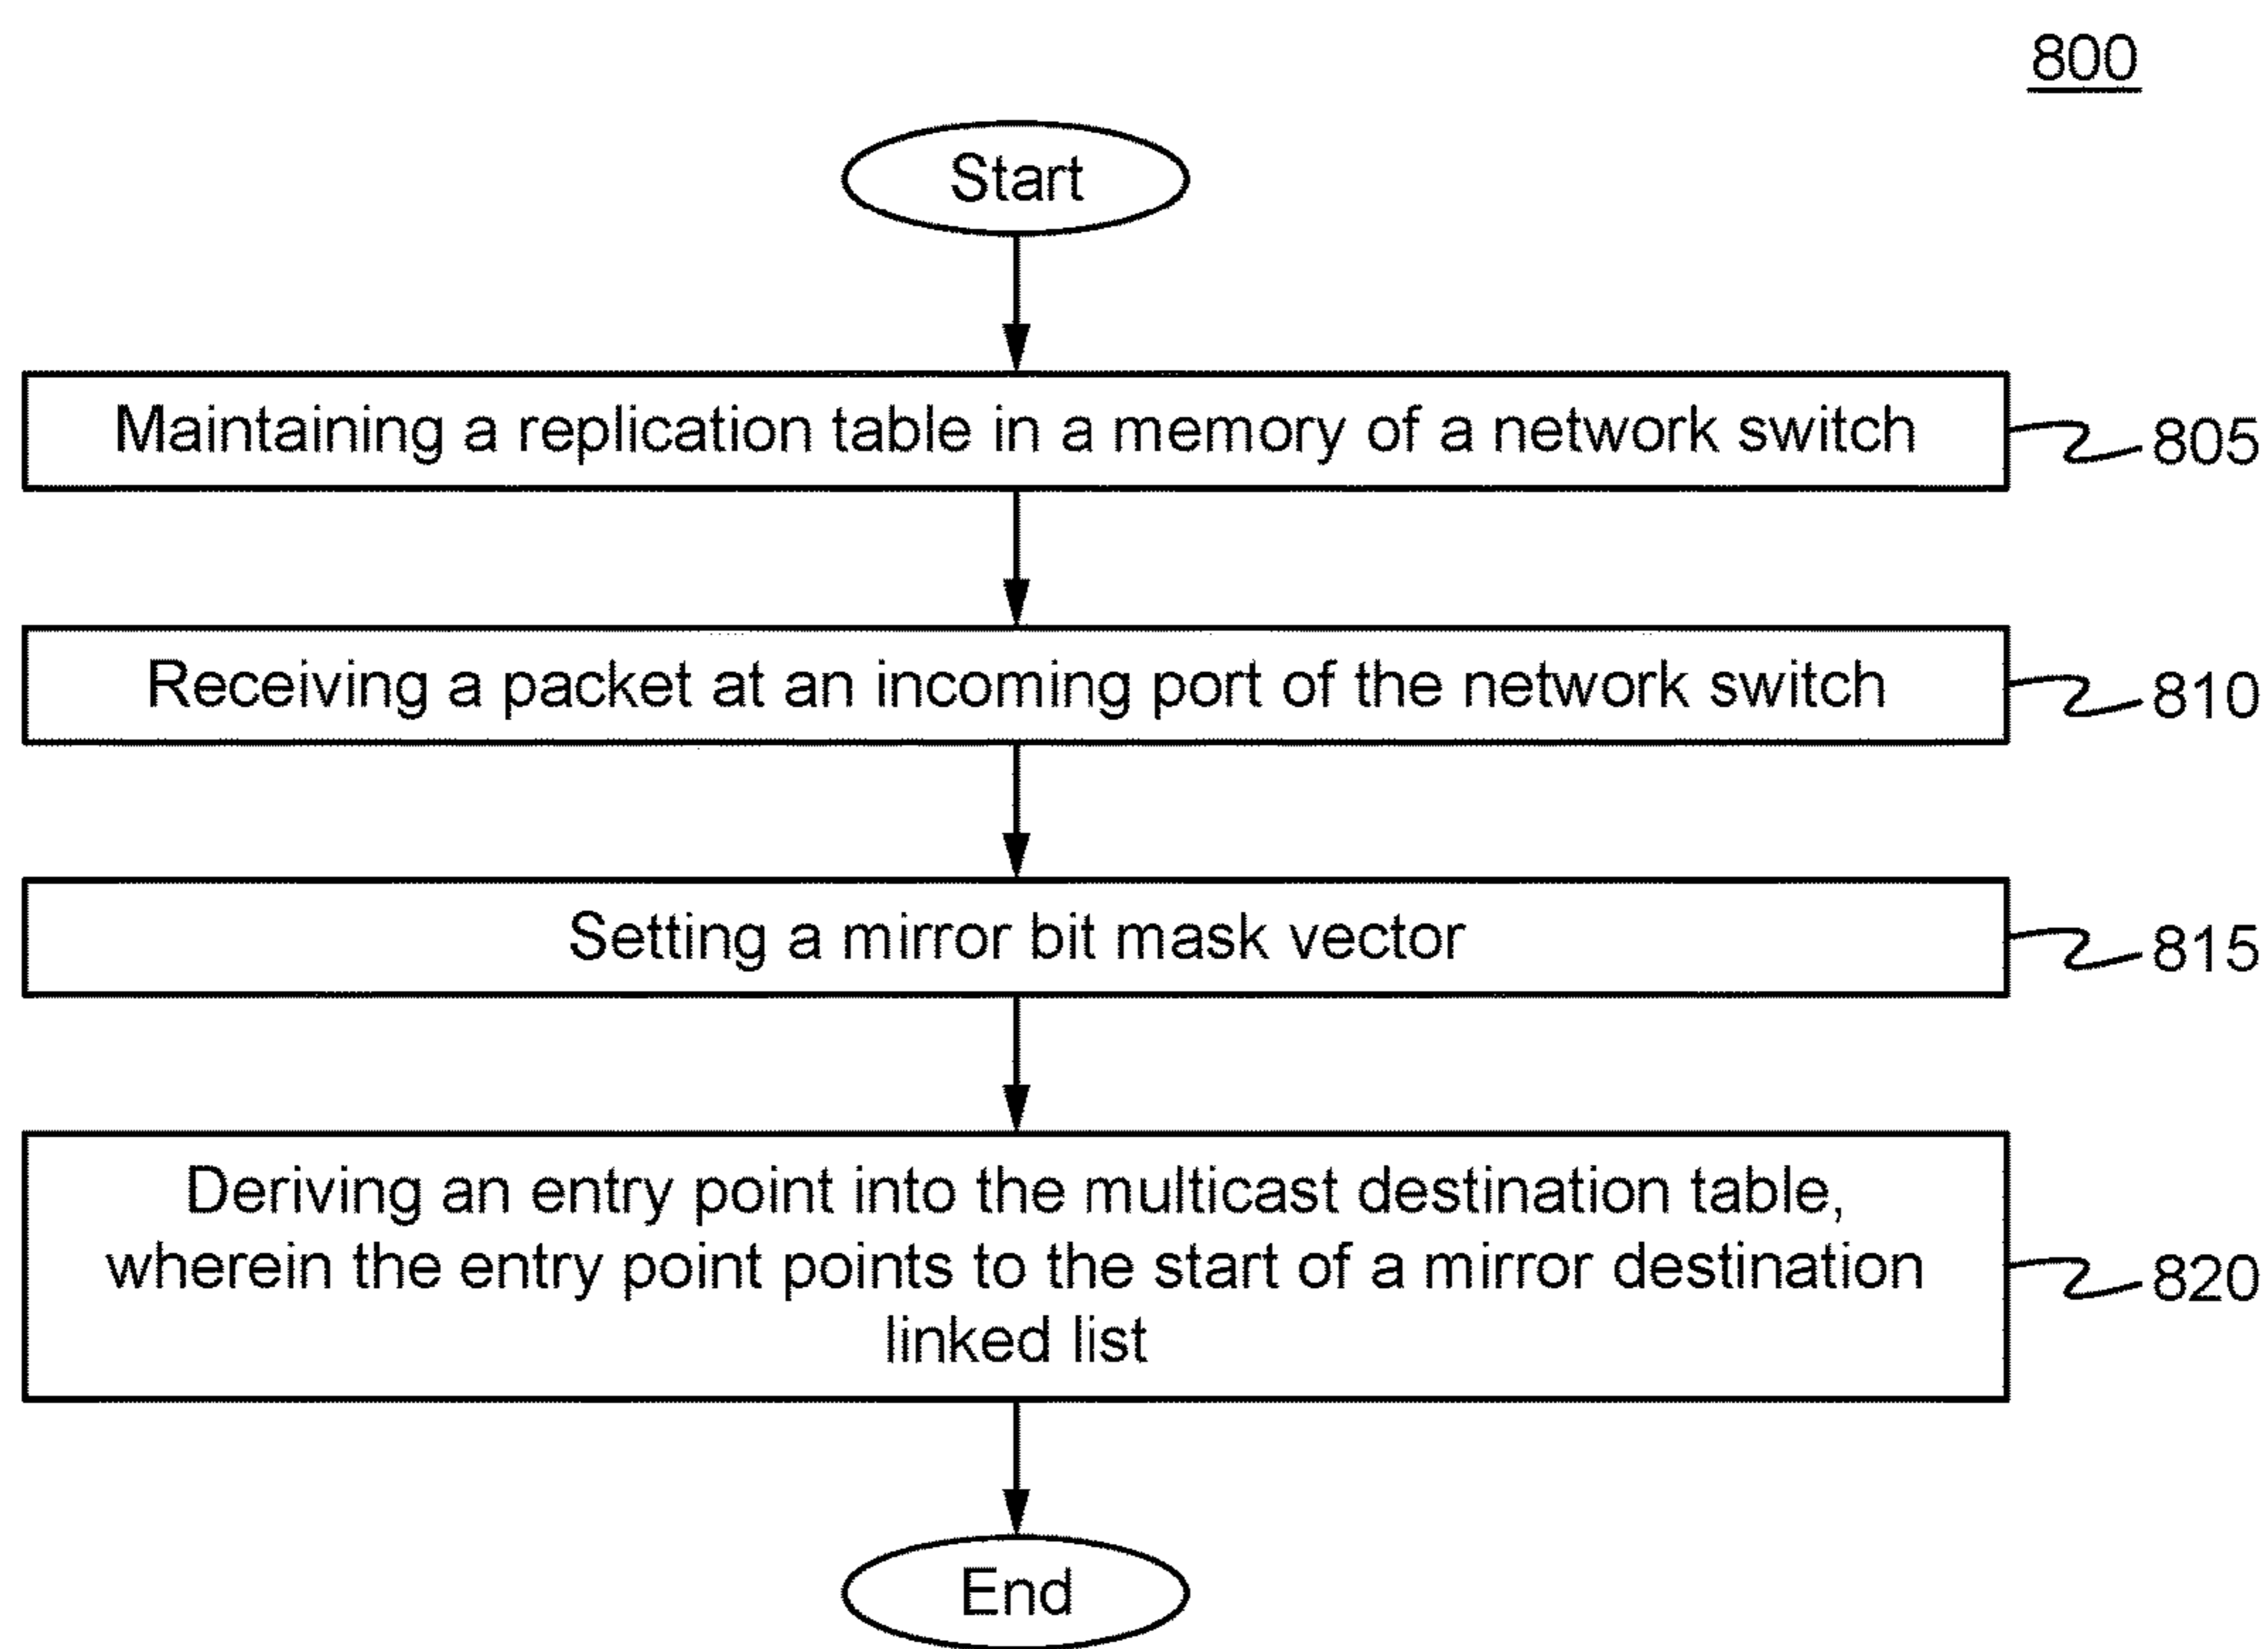 800
Start
Maintaining a replication table in a memory of a network switch
805
Receiving a packet at an incoming port of the network switch
810
Setting a mirror bit mask vector
815
Deriving an entry point into the multicast destination table,
wherein the entry point points to the start of a mirror destination
linked list
820
End